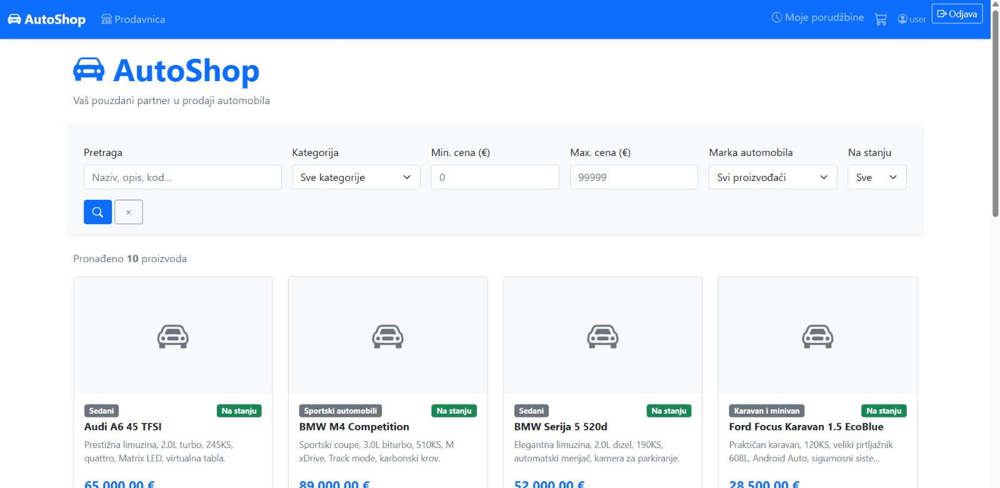 AutoShop Prodavnica Moje porudžbine user Odjava
AutoShop
Vaš pouzdani partner u prodaji automobila
Pretraga Kategorija Min. cena (€) Max. cena (€) Marka automobila Na stanju
Naziv, opis, kod... Sve kategorije 0 99999 Svi proizvođači Sve
×
Pronađeno 10 proizvoda
Sedani Na stanju
Audi A6 45 TFSI
Prestižna limuzina, 2.0L turbo, 245KS,
quattro, Matrix LED, virtualna tabla.
65.000,00 €
Sportski automobili Na stanju
BMW M4 Competition
Sportski coupe, 3.0L biturbo, 510KS, M
xDrive, Track mode, karbonski krov.
89.000,00 €
Sedani Na stanju
BMW Serija 5 520d
Elegantna limuzina, 2.0L dizel, 190KS,
automatski menjač, kamera za parkiranje.
52.000,00 €
Karavan i minivan Na stanju
Ford Focus Karavan 1.5 EcoBlue
Praktičan karavan, 120KS, veliki prtljažnik
608L, Android Auto, sigurnosni siste...
28.500,00 €